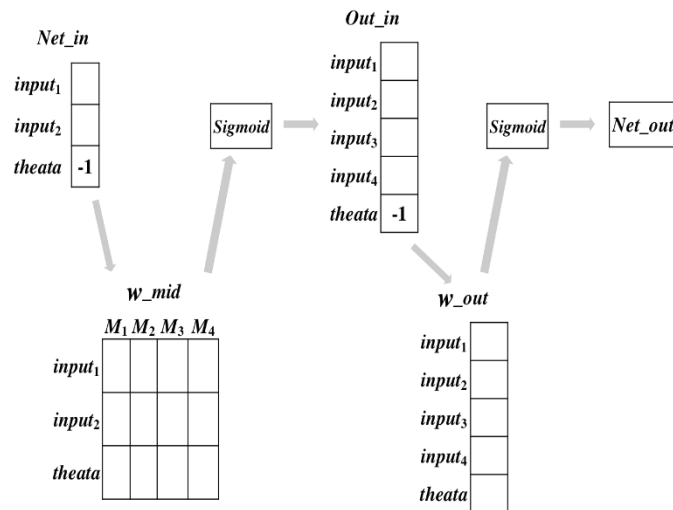 Net_in
input₁
input₂
theata -1
Sigmoid
Out_in
input₁
input₂
input₃
input₄
theata -1
Sigmoid
Net_out
w_mid
M₁ M₂ M₃ M₄
input₁
input₂
theata
w_out
input₁
input₂
input₃
input₄
theata